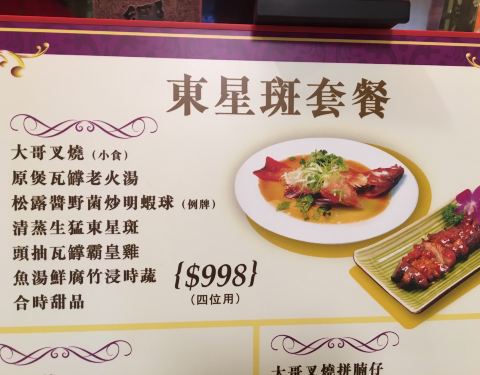 東星斑套餐
大哥叉燒（小食）
原煲瓦罉老火湯
松露醬野菌炒明蝦球（例牌）
清蒸生猛東星斑
頭抽瓦罉霸皇雞
魚湯鮮腐竹浸時蔬
合時甜品
{$998}
（四位用）
大哥叉燒拼腩仔